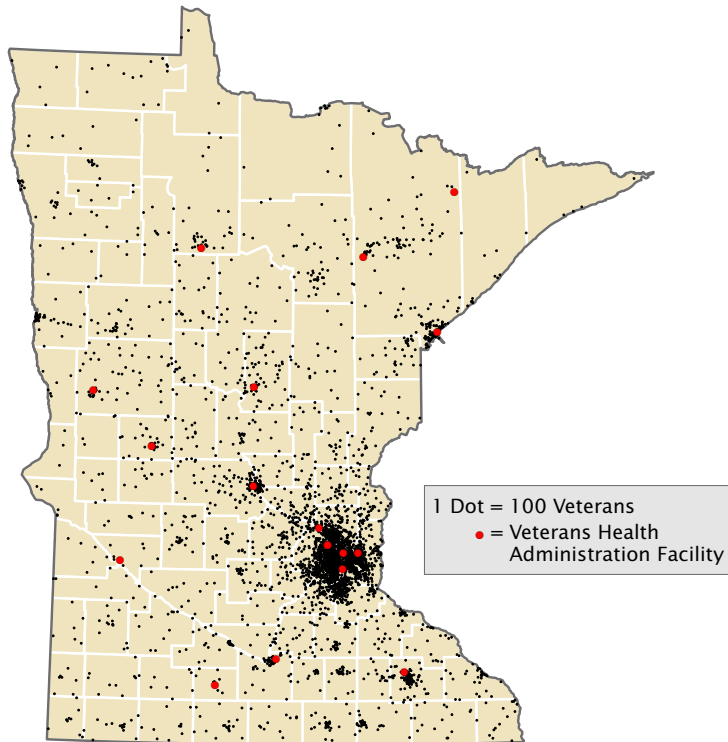 1 Dot = 100 Veterans
= Veterans Health
Administration Facility